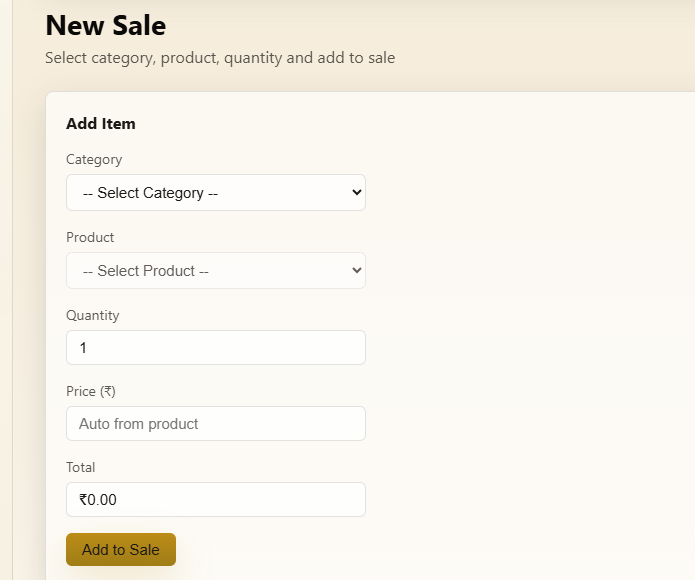 New Sale
Select category, product, quantity and add to sale
Add Item
Category
-- Select Category --
Product
-- Select Product --
Quantity
1
Price (₹)
Auto from product
Total
₹0.00
Add to Sale